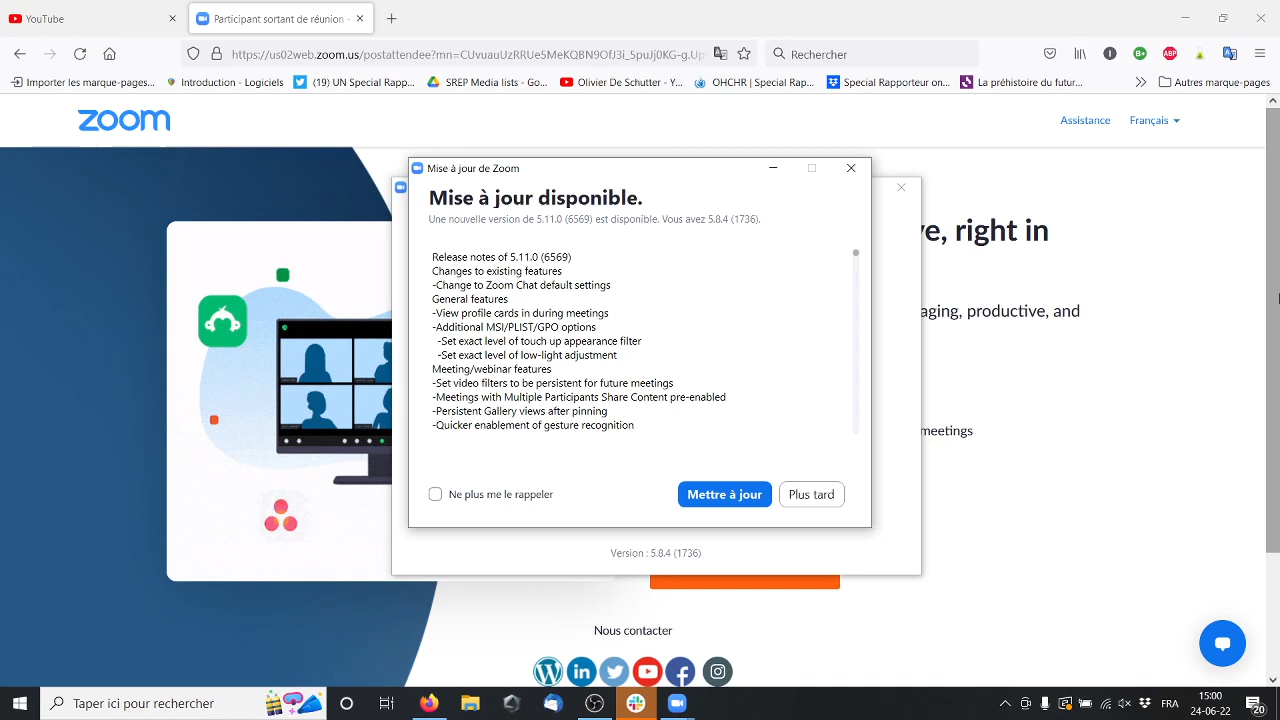 YouTube
Participant sortant de réunion -
https://us02web.zoom.us/postattendee?mn=
Rechercher
Importer les marque-pages...
Introduction - Logiciels
(19) UN Special Rapp...
SREP Media lists - Go...
Olivier De Schutter - Y...
OHCHR | Special Rap...
Special Rapporteur on...
La préhistoire du futur...
Autres marque-pages
zoom
Assistance
Français
Mise à jour de Zoom
Mise à jour disponible.
Une nouvelle version de 5.11.0 (6569) est disponible. Vous avez 5.8.4 (1736).
Release notes of 5.11.0 (6569)
Changes to existing features
-Change to Zoom Chat default settings
General features
-View profile cards in during meetings
-Additional MSI/PLIST/GPO options
-Set exact level of touch up appearance filter
-Set exact level of low-light adjustment
Meeting/webinar features
-Set video filters to be persistent for future meetings
-Meetings with Multiple Participants Share Content pre-enabled
-Persistent Gallery views after pinning
-Quicker enablement of gesture recognition
Ne plus me le rappeler
Mettre à jour
Plus tard
e, right in
aging, productive, and
meetings
Version : 5.8.4 (1736)
Nous contacter
Taper ici pour rechercher
FRA
15:00
24-06-22
20